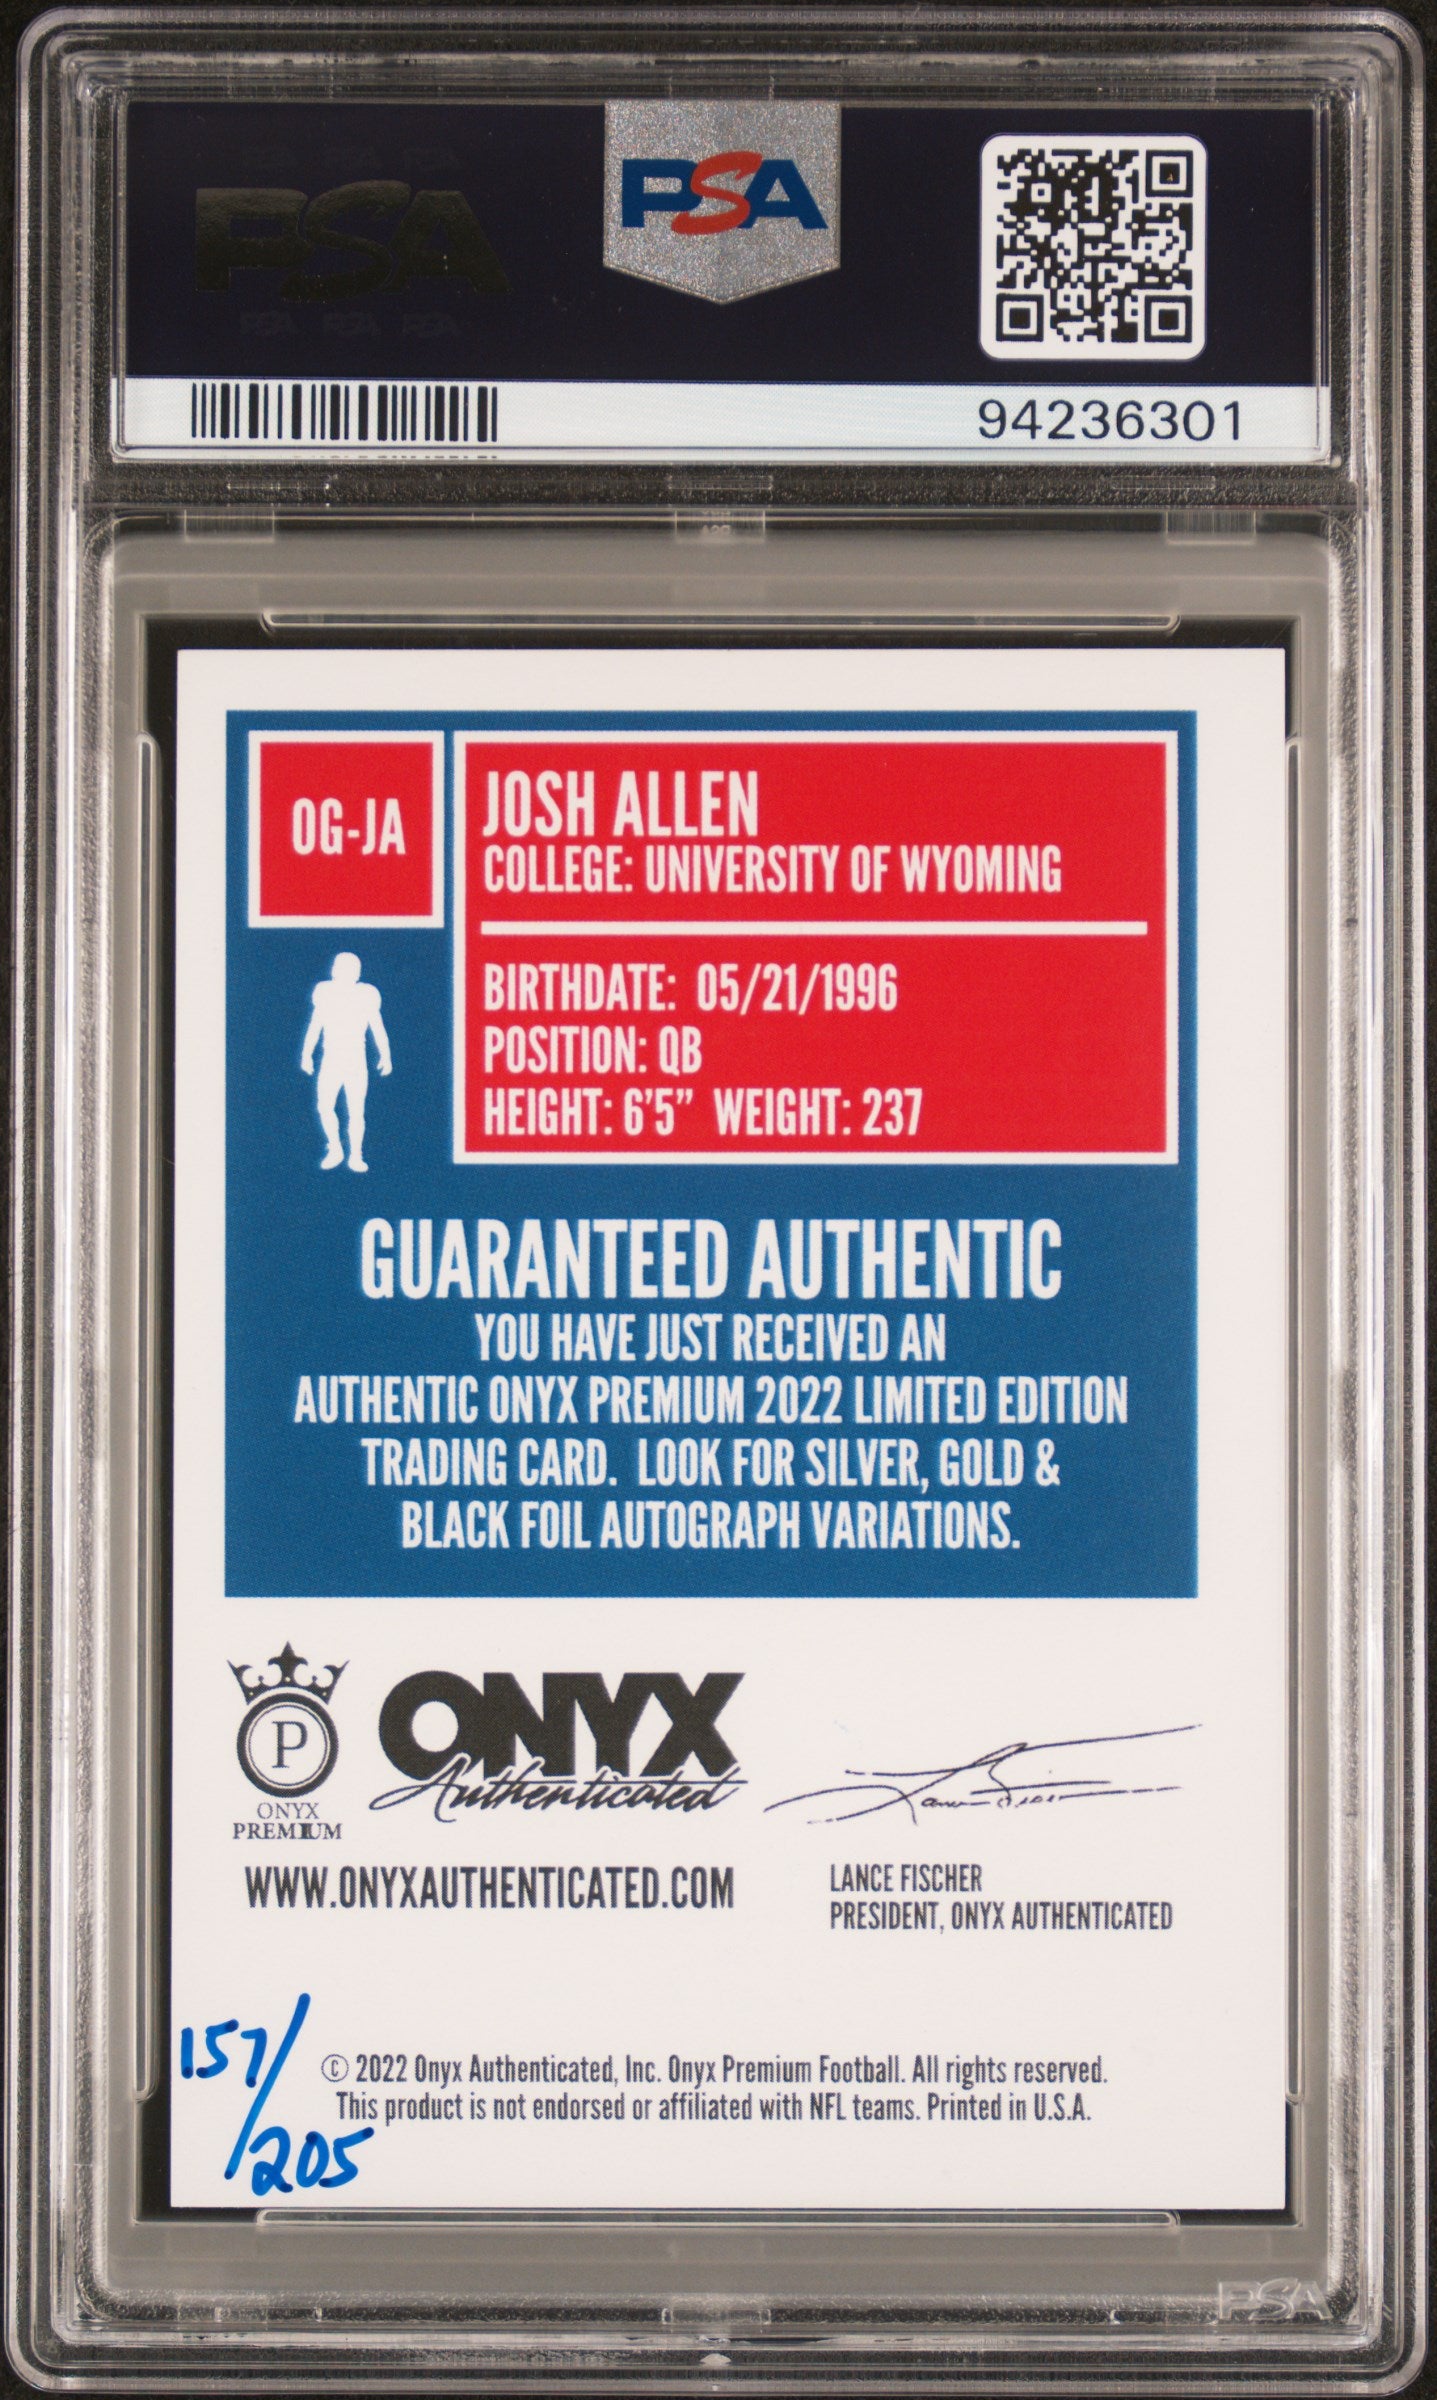 PSA
PSA
94236301
OG-JA
JOSH ALLEN
COLLEGE: UNIVERSITY OF WYOMING
BIRTHDATE: 05/21/1996
POSITION: QB
HEIGHT: 6'5" WEIGHT: 237
GUARANTEED AUTHENTIC
YOU HAVE JUST RECEIVED AN
AUTHENTIC ONYX PREMIUM 2022 LIMITED EDITION
TRADING CARD. LOOK FOR SILVER, GOLD &
BLACK FOIL AUTOGRAPH VARIATIONS.
P
ONYX
PREMIUM
ONYX
Authenticated
WWW.ONYXAUTHENTICATED.COM
LANCE FISCHER
PRESIDENT, ONYX AUTHENTICATED
157/205
© 2022 Onyx Authenticated, Inc. Onyx Premium Football. All rights reserved.
This product is not endorsed or affiliated with NFL teams. Printed in U.S.A.
PSA